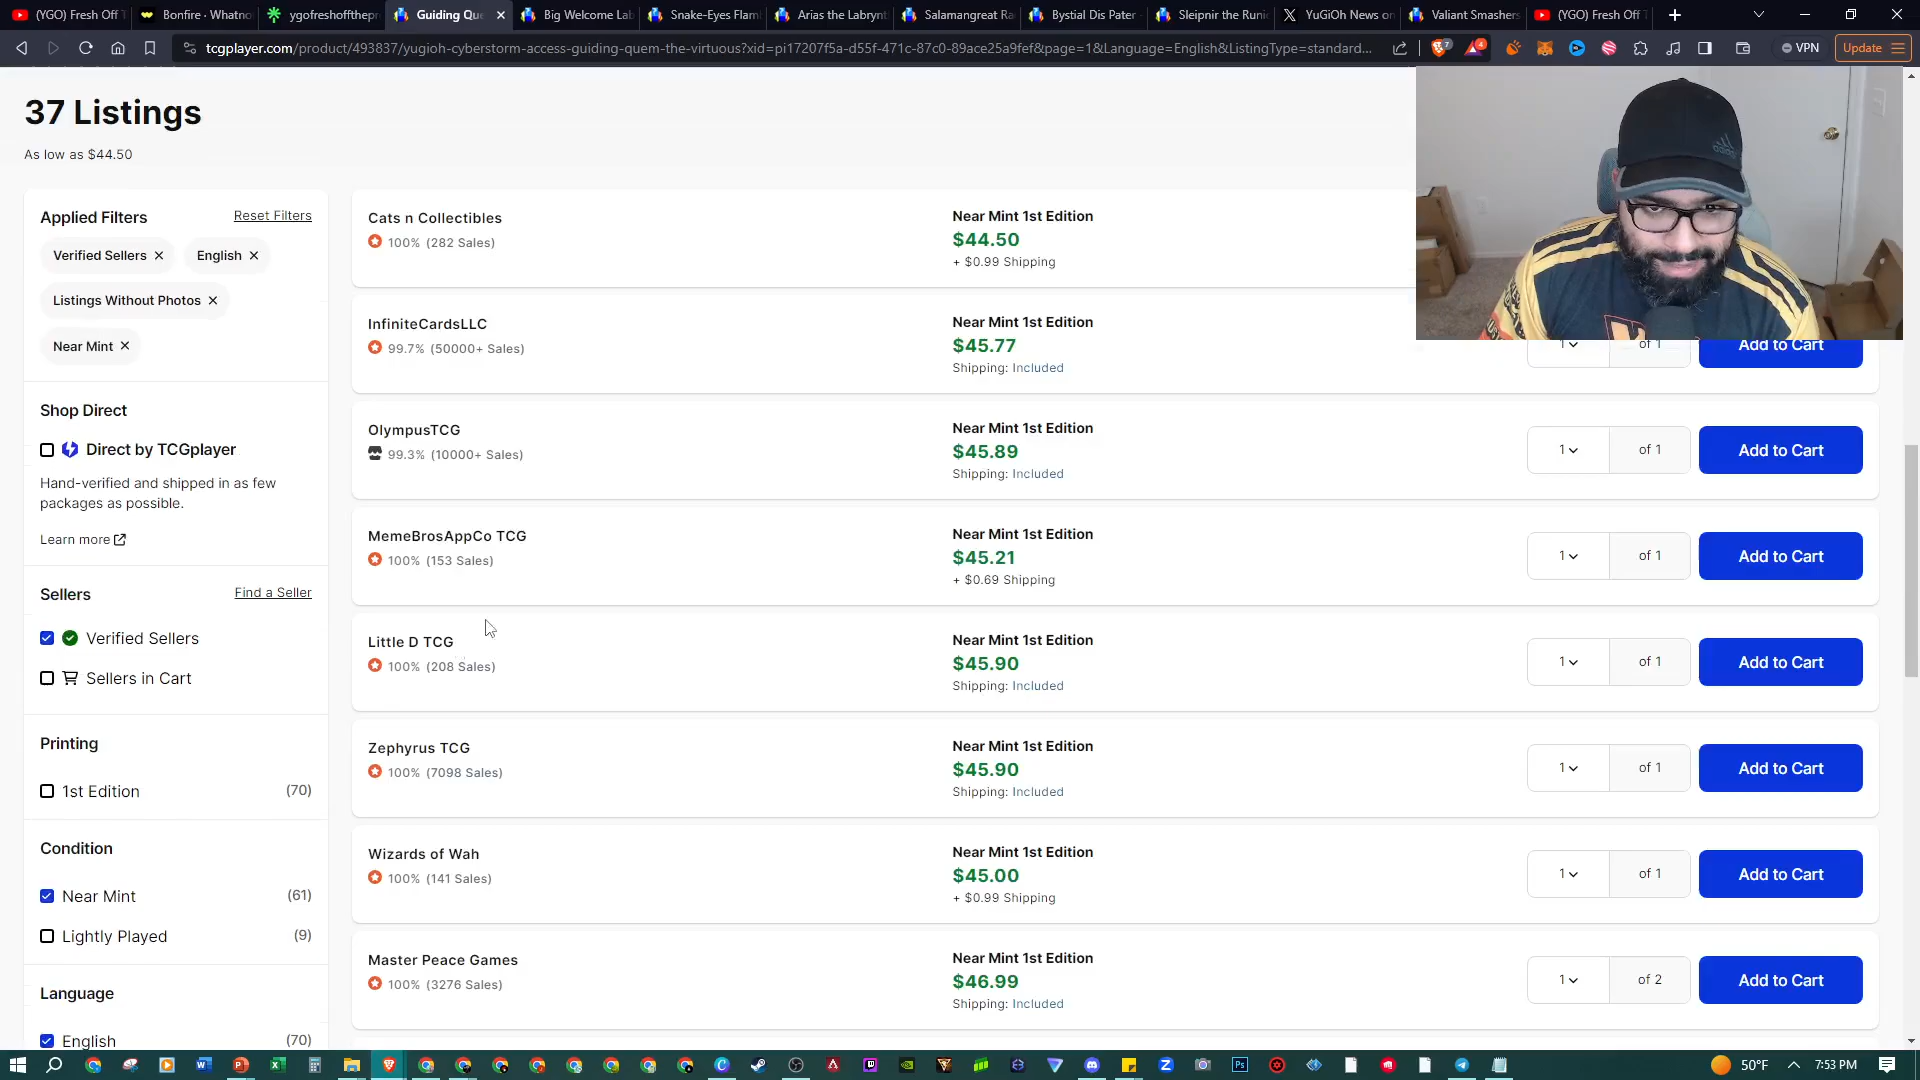 (YGO) Fresh Off T
Bonfire · Whatno
ygofreshoffthepr
Guiding Que
Big Welcome Lab
Snake-Eyes Flam
Arias the Labrynt
Salamangreat Ra
Bystial Dis Pater
Sleipnir the Runi
YuGiOh News on
Valiant Smashers
(YGO) Fresh Off T
tcgplayer.com/product/493837/yugioh-cyberstorm-access-guiding-quem-the-virtuous?xid=pi17207f5a-d55f-471c-87c0-89ace25a9fef&page=1&Language=English&ListingType=standard...
7
4
VPN
Update
37 Listings
As low as $44.50
Applied Filters
Reset Filters
Verified Sellers
English
Listings Without Photos
Near Mint
Shop Direct
Direct by TCGplayer
Hand-verified and shipped in as few
packages as possible.
Learn more
Sellers
Find a Seller
Verified Sellers
Sellers in Cart
Printing
1st Edition (70)
Condition
Near Mint (61)
Lightly Played (9)
Language
English (70)
Cats n Collectibles
100% (282 Sales)
Near Mint 1st Edition
$44.50
+ $0.99 Shipping
InfiniteCardsLLC
99.7% (50000+ Sales)
Near Mint 1st Edition
$45.77
Shipping: Included
1 of 1
Add to Cart
OlympusTCG
99.3% (10000+ Sales)
Near Mint 1st Edition
$45.89
Shipping: Included
1 of 1
Add to Cart
MemeBrosAppCo TCG
100% (153 Sales)
Near Mint 1st Edition
$45.21
+ $0.69 Shipping
1 of 1
Add to Cart
Little D TCG
100% (208 Sales)
Near Mint 1st Edition
$45.90
Shipping: Included
1 of 1
Add to Cart
Zephyrus TCG
100% (7098 Sales)
Near Mint 1st Edition
$45.90
Shipping: Included
1 of 1
Add to Cart
Wizards of Wah
100% (141 Sales)
Near Mint 1st Edition
$45.00
+ $0.99 Shipping
1 of 1
Add to Cart
Master Peace Games
100% (3276 Sales)
Near Mint 1st Edition
$46.99
Shipping: Included
1 of 2
Add to Cart
adidas
50°F
7:53 PM